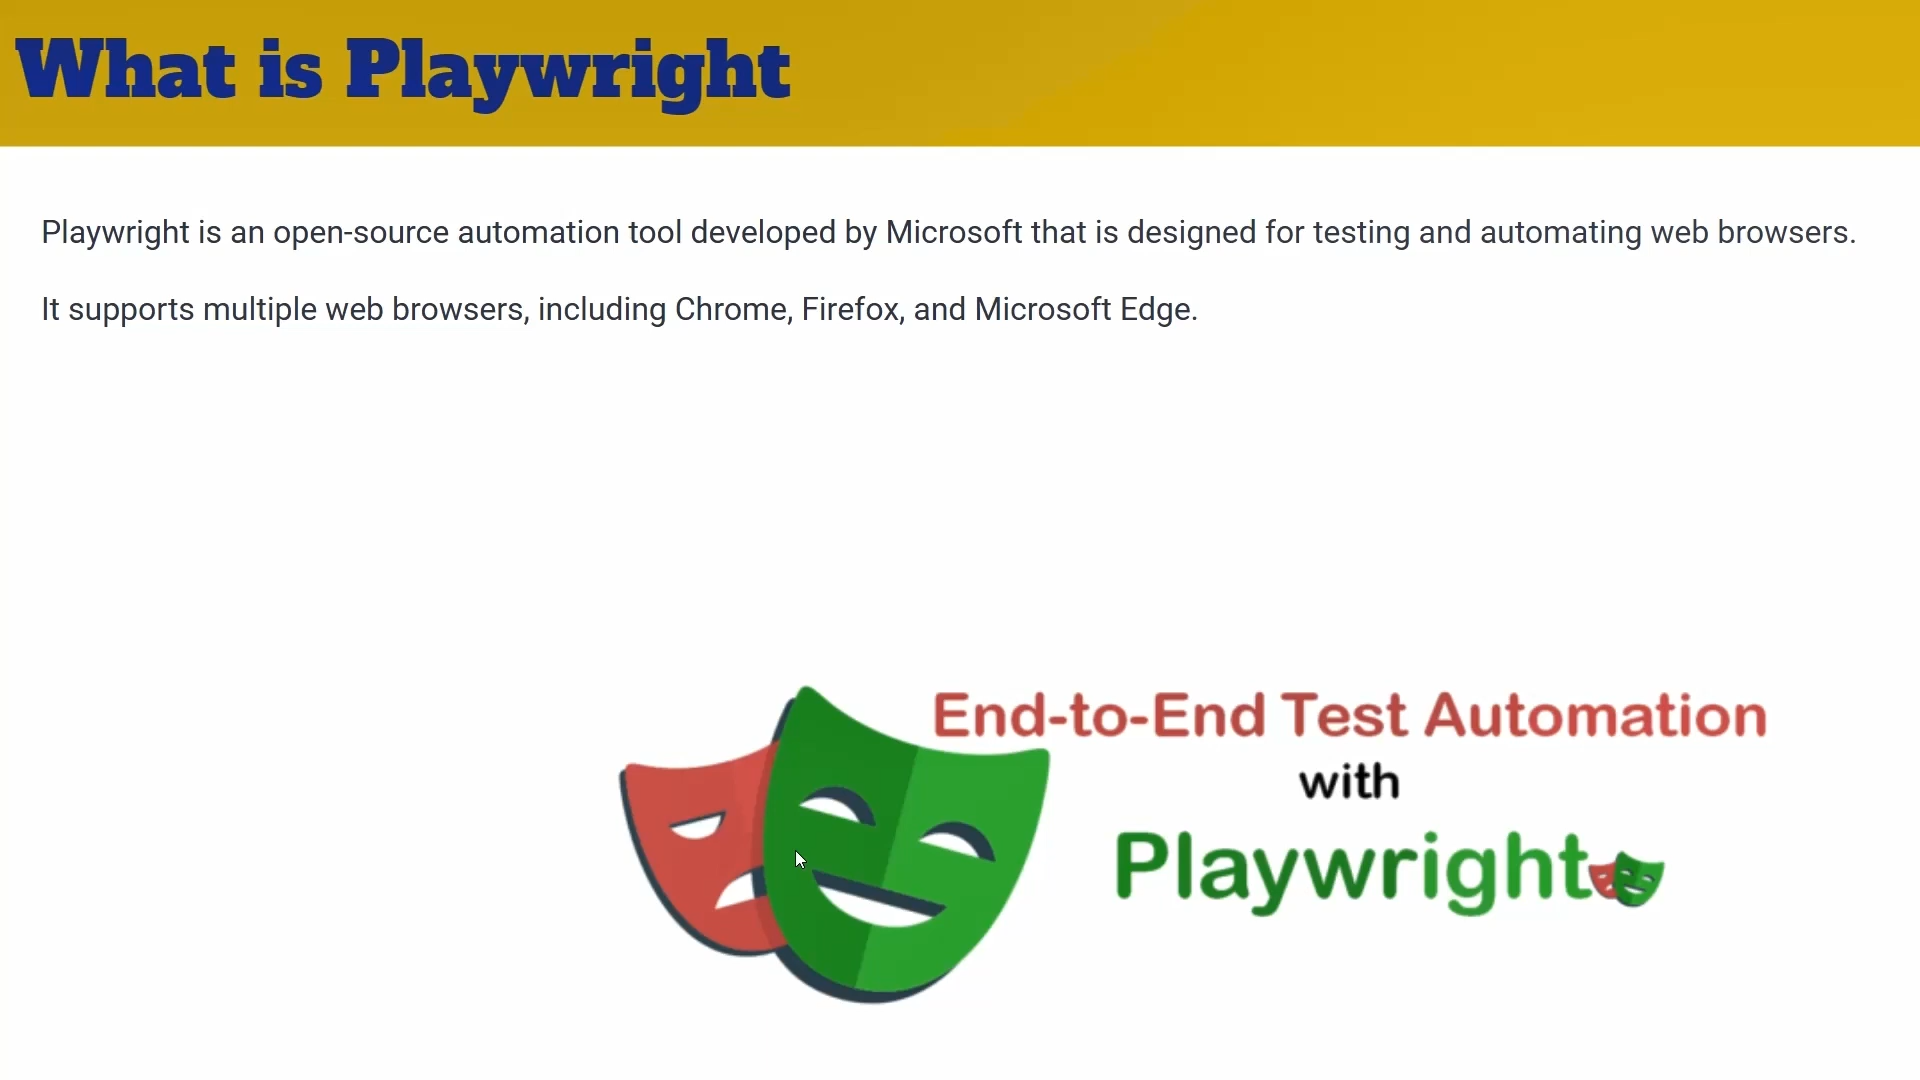 What is Playwright
Playwright is an open-source automation tool developed by Microsoft that is designed for testing and automating web browsers.
It supports multiple web browsers, including Chrome, Firefox, and Microsoft Edge.
End-to-End Test Automation
with
Playwright